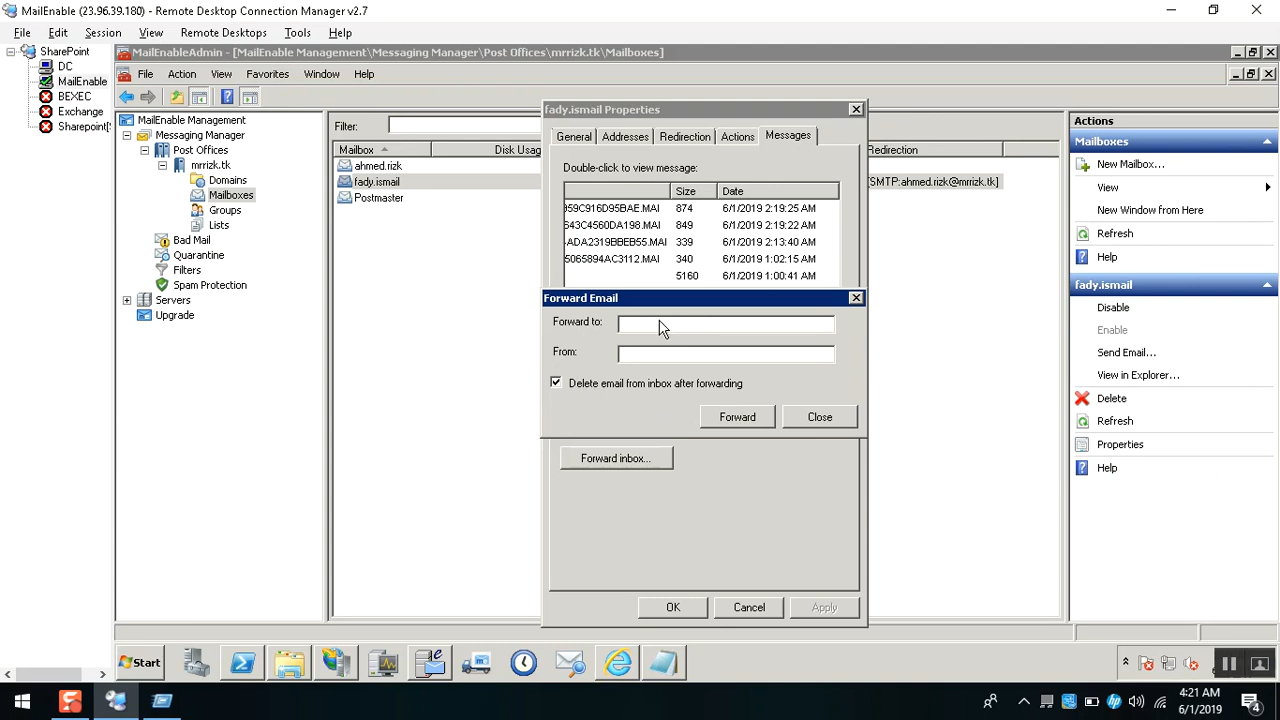 MailEnable (23.96.39.180) - Remote Desktop Connection Manager v2.7
File Edit Session View Remote Desktops Tools Help
SharePoint
DC
MailEnable
BEXEC
Exchange
Sharepoint[
MailEnableAdmin - [MailEnable Management\Messaging Manager\Post Offices\mrrizk.tk\Mailboxes]
File Action View Favorites Window Help
MailEnable Management
Messaging Manager
Post Offices
mrrizk.tk
Domains
Mailboxes
Groups
Lists
Bad Mail
Quarantine
Filters
Spam Protection
Servers
Upgrade
Filter:
Mailbox Disk Usag Redirection
ahmed.rizk
fady.ismail [SMTP:ahmed.rizk@mrrizk.tk]
Postmaster
fady.ismail Properties
General Addresses Redirection Actions Messages
Double-click to view message:
Size Date
959C916D95BAE.MAI 874 6/1/2019 2:19:25 AM
643C4560DA198.MAI 849 6/1/2019 2:19:22 AM
ADA2319BBEB55.MAI 339 6/1/2019 2:13:40 AM
5065894AC3112.MAI 340 6/1/2019 1:02:15 AM
5160 6/1/2019 1:00:41 AM
Forward Email
Forward to:
From:
Delete email from inbox after forwarding
Forward Close
Forward inbox...
OK Cancel Apply
Actions
Mailboxes
New Mailbox...
View
New Window from Here
Refresh
Help
fady.ismail
Disable
Enable
Send Email...
View in Explorer...
Delete
Refresh
Properties
Help
Start
4:21 AM
6/1/2019
4